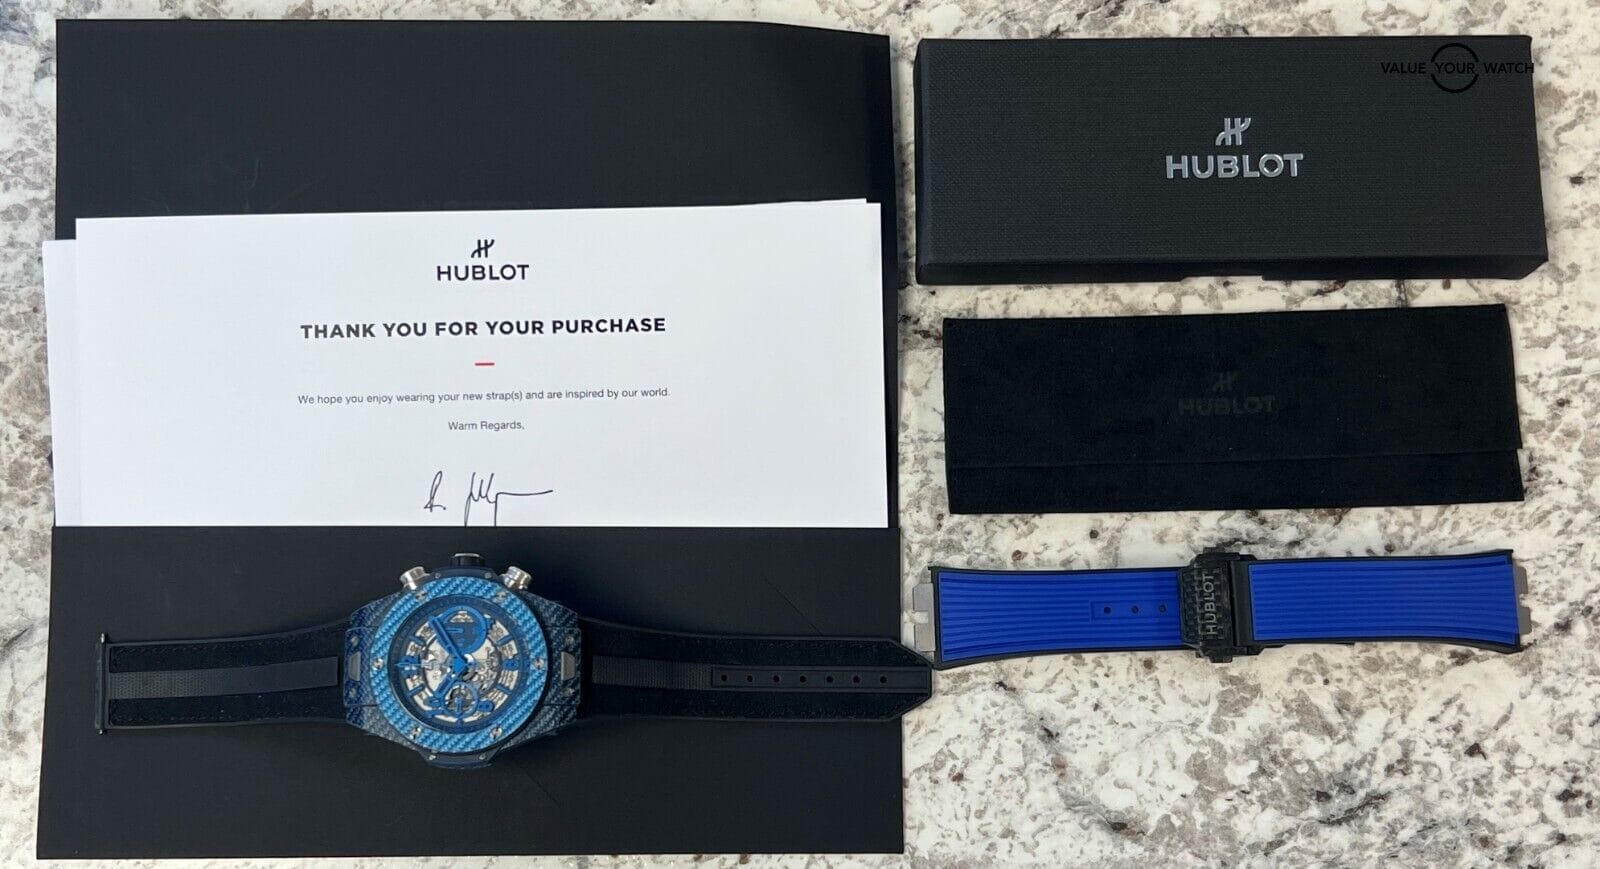 HUBLOT
THANK YOU FOR YOUR PURCHASE
We hope you enjoy wearing your new strap(s) and are inspired by our world.
Warm Regards,
VALUE YOUR WATCH
HUBLOT
HUBLOT
HUBLOT